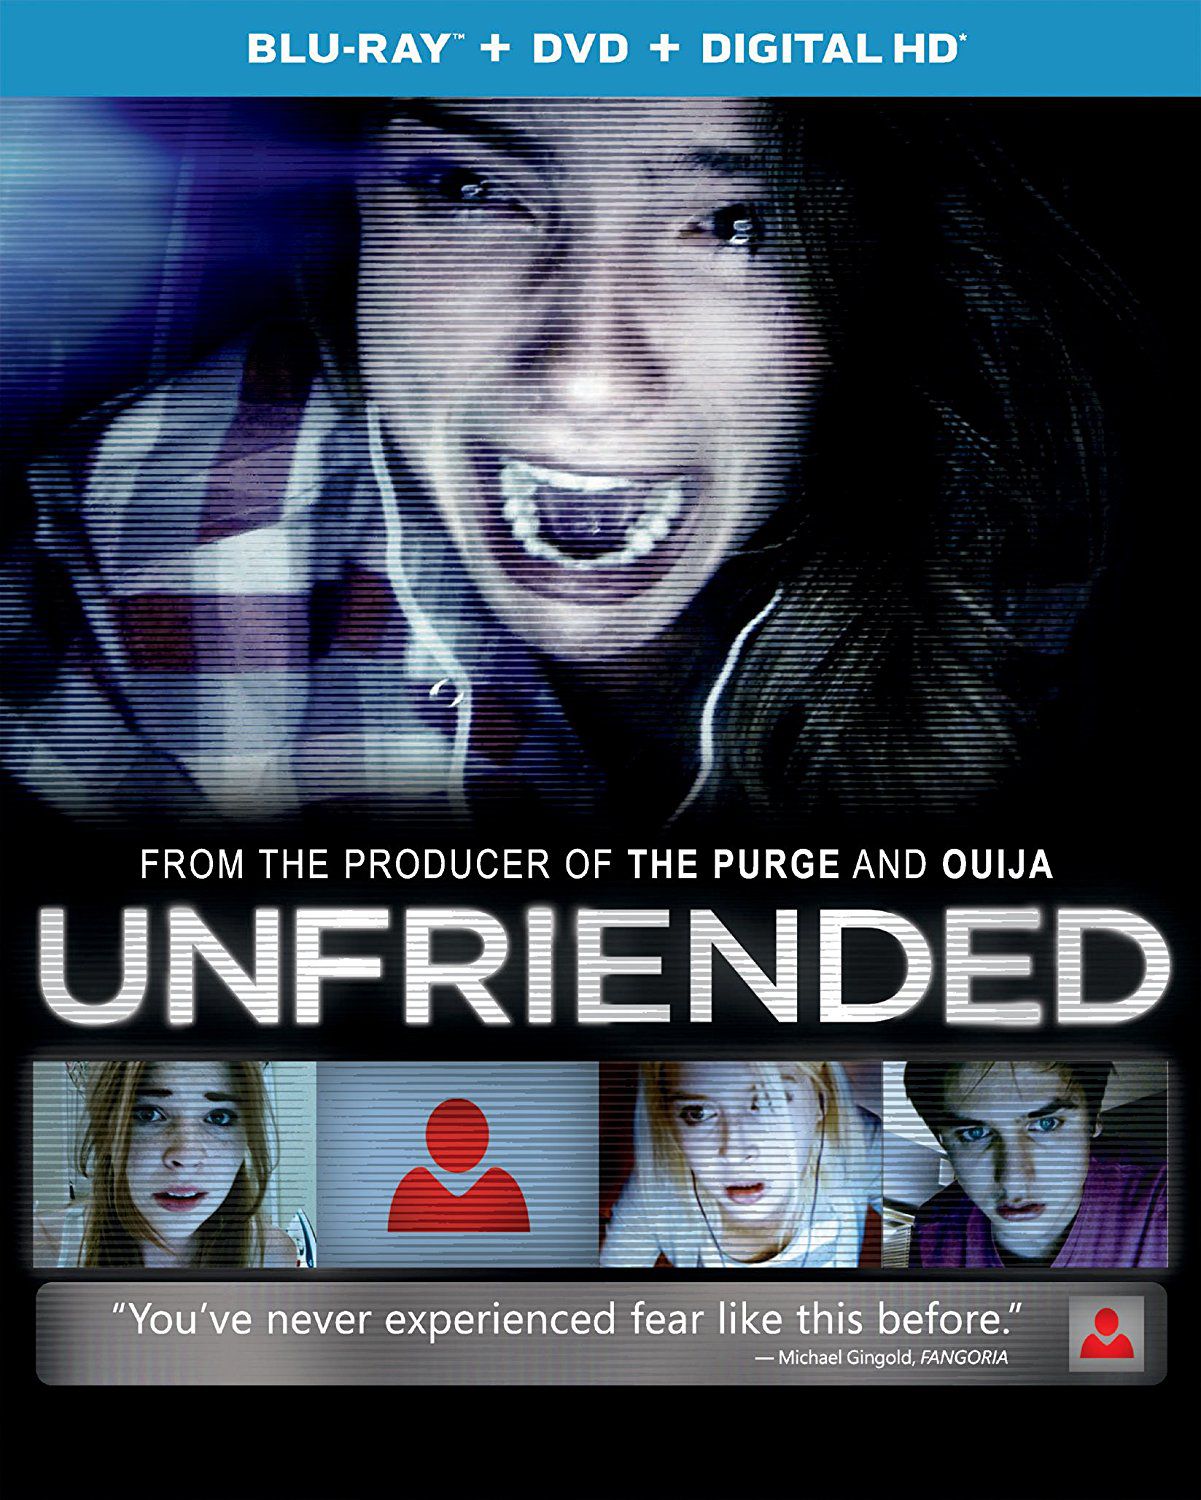 BLU-RAY™ + DVD + DIGITAL HD*
FROM THE PRODUCER OF THE PURGE AND OUIJA
UNFRIENDED
“You’ve never experienced fear like this before.”
— Michael Gingold, FANGORIA